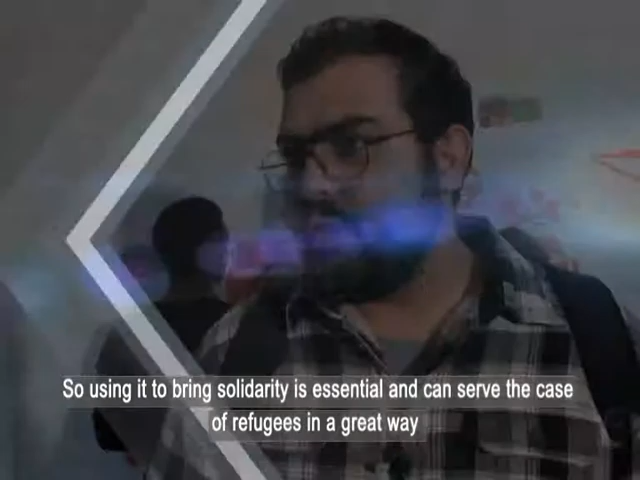 So using it to bring solidarity is essential and can serve the case
of refugees in a great way